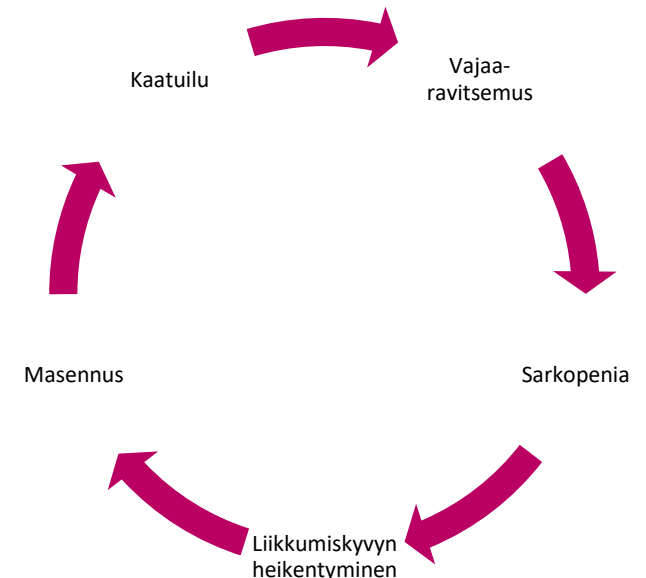 Kaatuilu
Vajaa-
ravitsemus
Sarkopenia
Liikkumiskyvyn
heikentyminen
Masennus